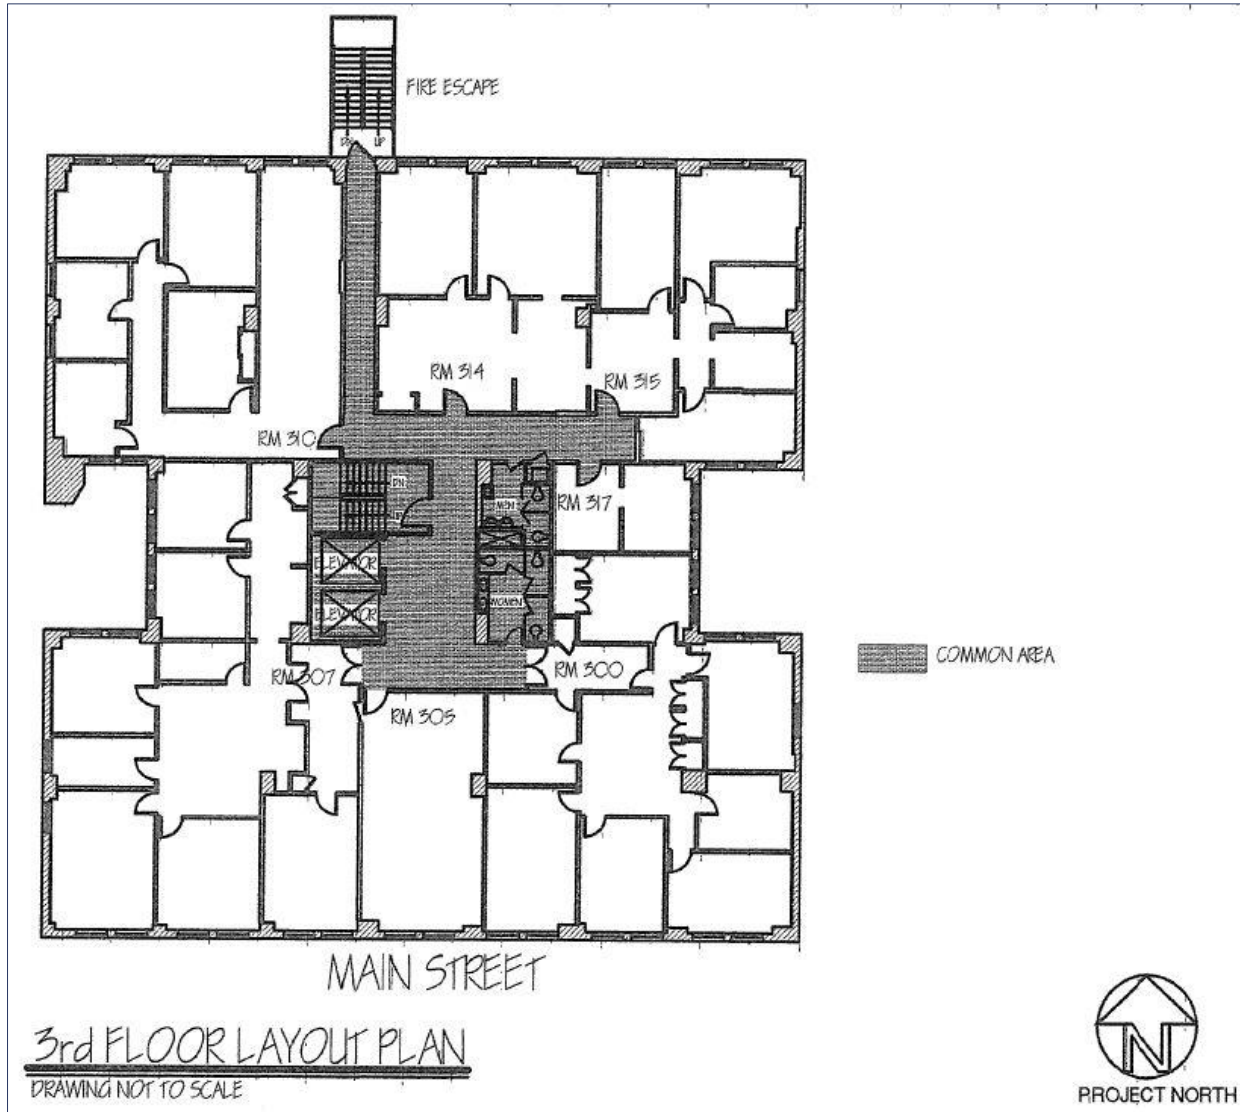 FIRE ESCAPE
DN UP
RM 314
RM 315
RM 310
DN
MEN
RM 317
UP
ELEVATOR
ELEVATOR
WOMEN
COMMON AREA
RM 307
RM 300
RM 305
MAIN STREET
3rd FLOOR LAYOUT PLAN
DRAWING NOT TO SCALE
N
PROJECT NORTH